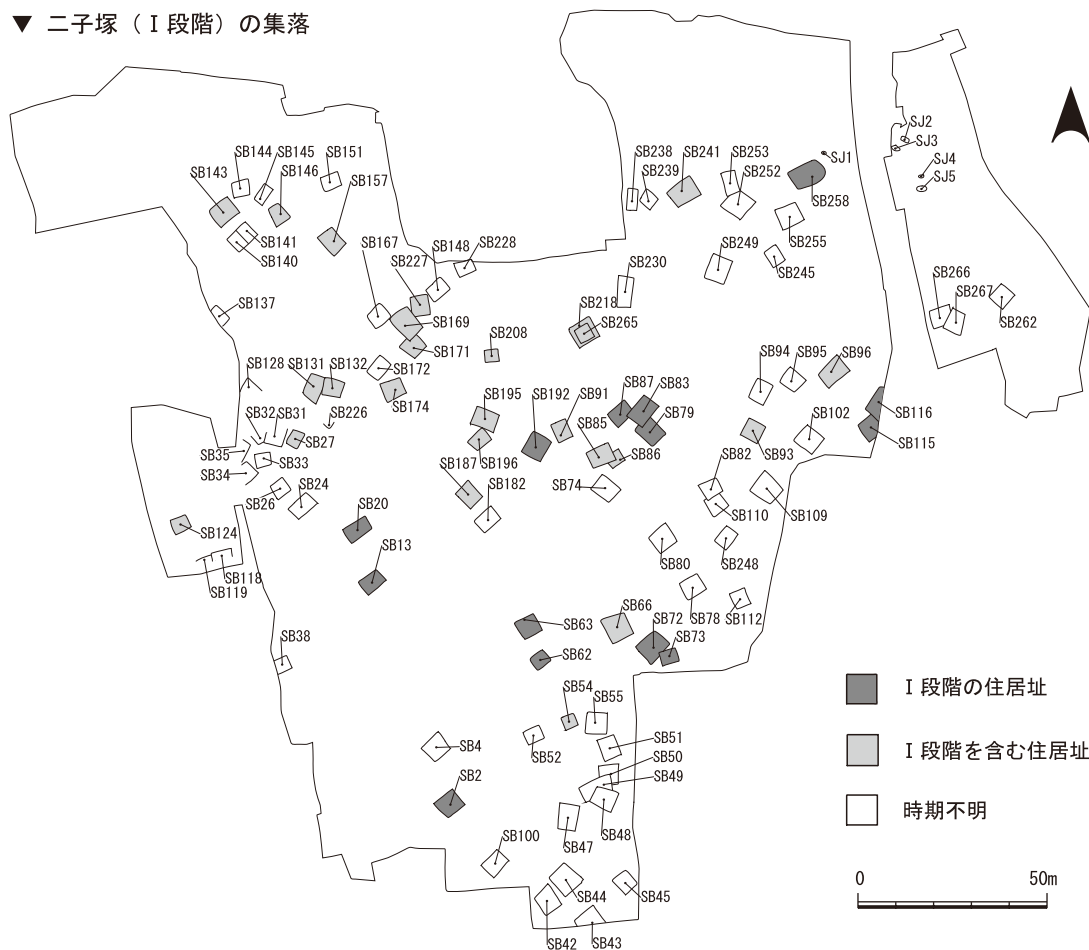 ▼ 二子塚（Ⅰ段階）の集落
SJ2
SJ3
SJ1
SJ4
SJ5
SB144
SB145
SB151
SB143
SB146
SB157
SB238
SB239
SB241
SB253
SB252
SB258
SB141
SB140
SB167
SB148
SB228
SB227
SB255
SB249
SB245
SB230
SB266
SB267
SB262
SB137
SB169
SB218
SB265
SB171
SB208
SB128
SB131
SB132
SB172
SB174
SB94
SB95
SB96
SB32
SB31
SB226
SB195
SB192
SB91
SB87
SB83
SB79
SB116
SB115
SB102
SB27
SB85
SB86
SB93
SB35
SB33
SB34
SB196
SB187
SB182
SB74
SB82
SB110
SB109
SB26
SB24
SB20
SB124
SB13
SB80
SB248
SB118
SB119
SB78
SB112
SB63
SB66
SB72
SB73
SB62
SB38
SB54
SB55
SB4
SB52
SB51
SB50
SB49
SB2
SB48
SB47
SB100
SB44
SB45
SB42
SB43
Ⅰ段階の住居址
Ⅰ段階を含む住居址
時期不明
0 50m